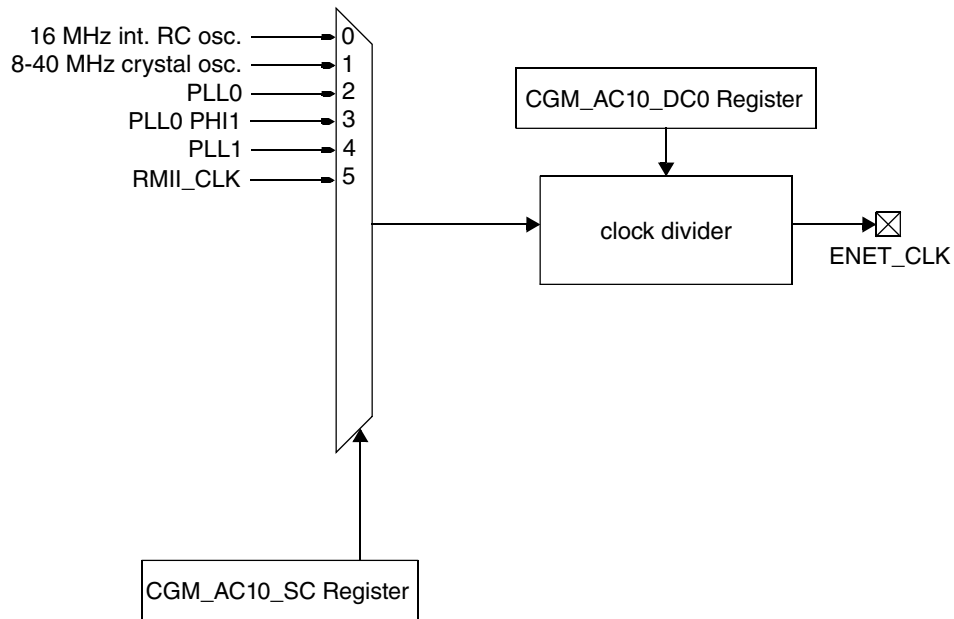 16 MHz int. RC osc. 0
8-40 MHz crystal osc. 1
PLL0 2
PLL0 PHI1 3
PLL1 4
RMII_CLK 5
CGM_AC10_DC0 Register
clock divider
ENET_CLK
CGM_AC10_SC Register